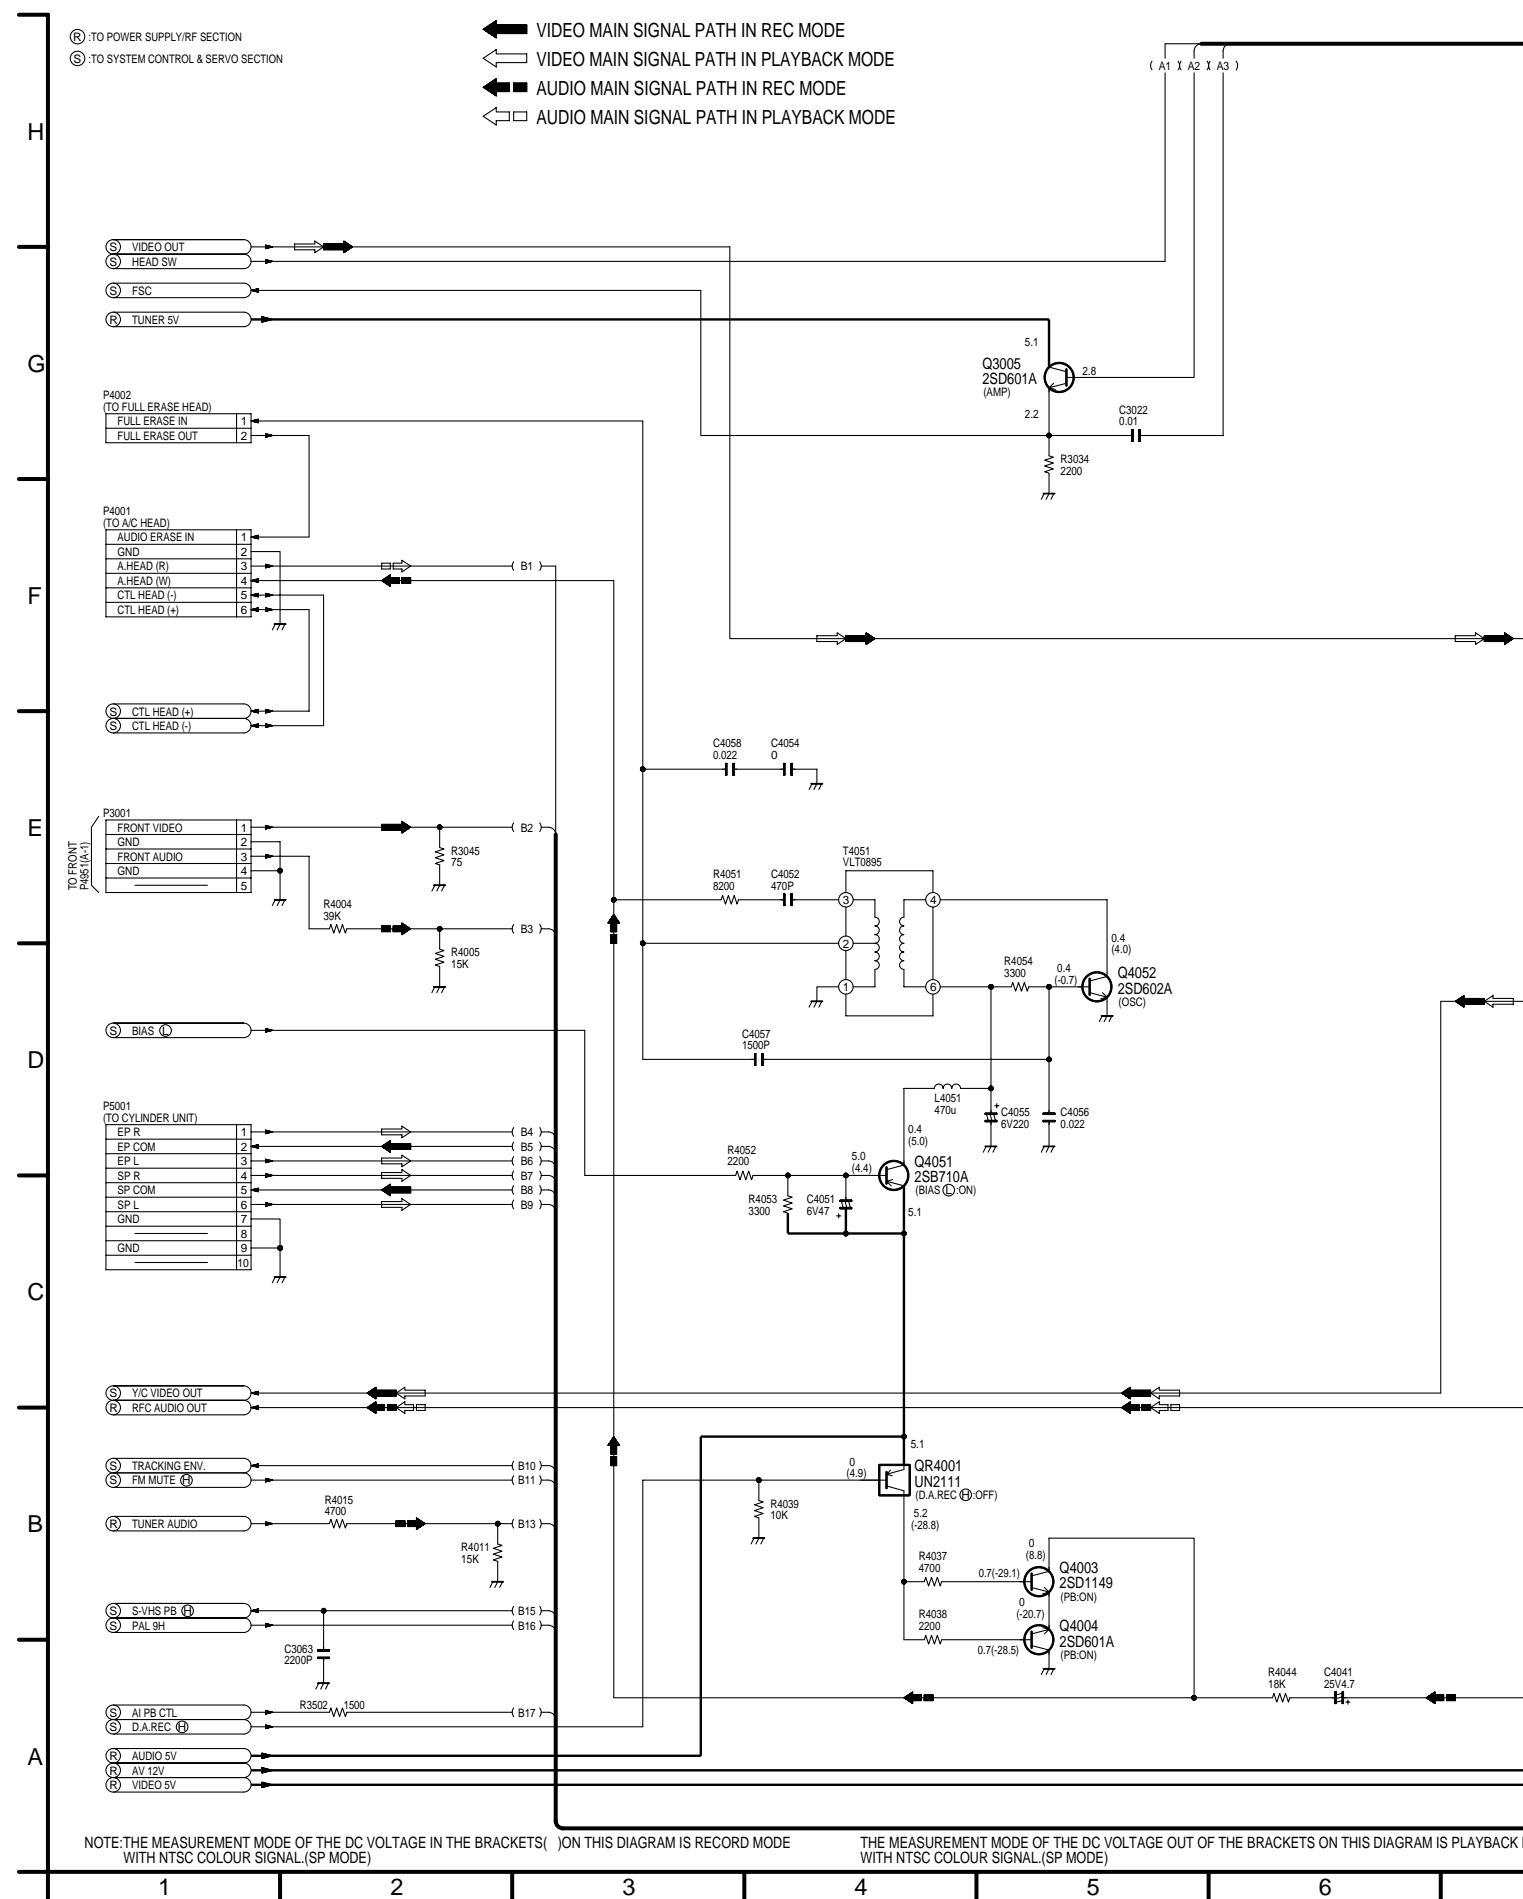 Ⓡ :TO POWER SUPPLY/RF SECTION
Ⓢ :TO SYSTEM CONTROL & SERVO SECTION
VIDEO MAIN SIGNAL PATH IN REC MODE
VIDEO MAIN SIGNAL PATH IN PLAYBACK MODE
AUDIO MAIN SIGNAL PATH IN REC MODE
AUDIO MAIN SIGNAL PATH IN PLAYBACK MODE
( A1 )( A2 )( A3 )
H
Ⓢ VIDEO OUT
Ⓢ HEAD SW
Ⓢ FSC
Ⓡ TUNER 5V
G
5.1
Q3005
2SD601A
(AMP)
2.8
2.2
C3022
0.01
R3034
2200
P4002
(TO FULL ERASE HEAD)
FULL ERASE IN 1
FULL ERASE OUT 2
P4001
(TO A/C HEAD)
AUDIO ERASE IN 1
GND 2
A.HEAD (R) 3
A.HEAD (W) 4
CTL HEAD (-) 5
CTL HEAD (+) 6
( B1 )
F
Ⓢ CTL HEAD (+)
Ⓢ CTL HEAD (-)
C4058
0.022
C4054
0
E
TO FRONT
P4951(A-1)
P3001
FRONT VIDEO 1
GND 2
FRONT AUDIO 3
GND 4
5
( B2 )
R3045
75
R4004
39K
( B3 )
R4005
15K
R4051
8200
C4052
470P
T4051
VLT0895
3
4
2
1
6
0.4
(4.0)
R4054
3300
0.4
(-0.7)
Q4052
2SD602A
(OSC)
Ⓢ BIAS Ⓛ
D
C4057
1500P
L4051
470u
C4055
6V220
+
C4056
0.022
P5001
(TO CYLINDER UNIT)
EP R 1
EP COM 2
EP L 3
SP R 4
SP COM 5
SP L 6
GND 7
8
GND 9
10
( B4 )
( B5 )
( B6 )
( B7 )
( B8 )
( B9 )
R4052
2200
0.4
(5.0)
5.0
(4.4)
Q4051
2SB710A
(BIAS Ⓛ:ON)
R4053
3300
C4051
6V47
+
5.1
C
Ⓢ Y/C VIDEO OUT
Ⓡ RFC AUDIO OUT
Ⓢ TRACKING ENV.
Ⓢ FM MUTE Ⓗ
( B10 )
( B11 )
5.1
0
(4.9)
QR4001
UN2111
(D.A.REC Ⓗ:OFF)
R4039
10K
5.2
(-28.8)
B
R4015
4700
Ⓡ TUNER AUDIO
( B13 )
R4011
15K
R4037
4700
0.7(-29.1)
0
(8.8)
Q4003
2SD1149
(PB:ON)
0
(-20.7)
R4038
2200
0.7(-28.5)
Q4004
2SD601A
(PB:ON)
Ⓢ S-VHS PB Ⓗ
Ⓢ PAL 9H
( B15 )
( B16 )
C3063
2200P
R4044
18K
C4041
25V4.7
+
Ⓢ AI PB CTL
Ⓢ D.A.REC Ⓗ
R3502 1500
( B17 )
A
Ⓡ AUDIO 5V
Ⓡ AV 12V
Ⓡ VIDEO 5V
NOTE:THE MEASUREMENT MODE OF THE DC VOLTAGE IN THE BRACKETS( )ON THIS DIAGRAM IS RECORD MODE
WITH NTSC COLOUR SIGNAL.(SP MODE)
THE MEASUREMENT MODE OF THE DC VOLTAGE OUT OF THE BRACKETS ON THIS DIAGRAM IS PLAYBACK
WITH NTSC COLOUR SIGNAL.(SP MODE)
1 2 3 4 5 6